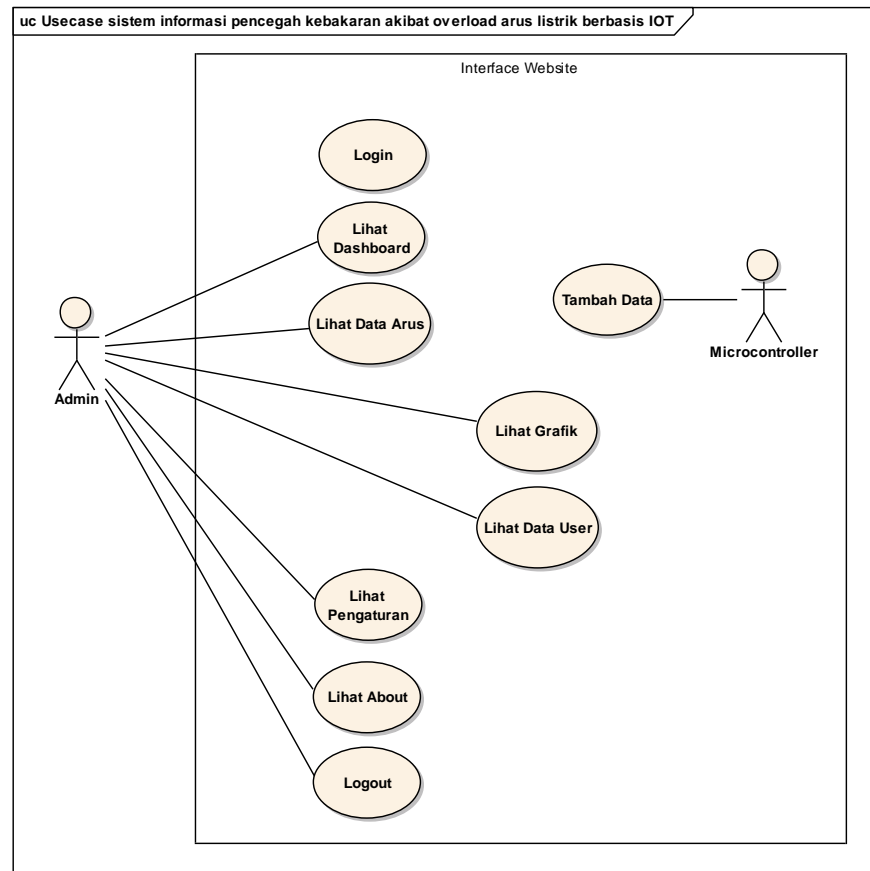 uc Usecase sistem informasi pencegah kebakaran akibat overload arus listrik berbasis IOT
Interface Website
Login
Lihat
Dashboard
Lihat Data Arus
Tambah Data
Microcontroller
Admin
Lihat Grafik
Lihat Data User
Lihat
Pengaturan
Lihat About
Logout